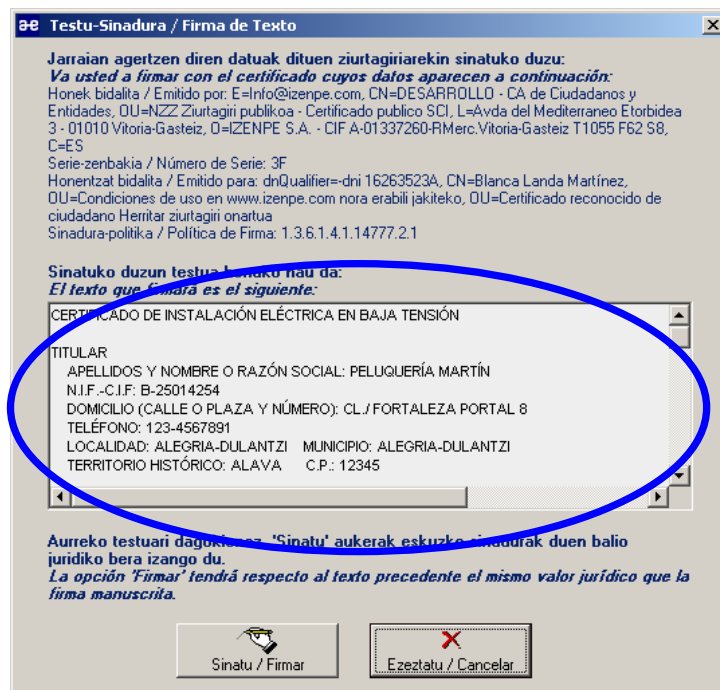 Testu-Sinadura / Firma de Texto
Jarraian agertzen diren datuak dituen ziurtagiriarekin sinatuko duzu:
Va usted a firmar con el certificado cuyos datos aparecen a continuación:
Honek bidalita / Emitido por: E=Info@izenpe.com, CN=DESARROLLO - CA de Ciudadanos y
Entidades, OU=NZZ Ziurtagiri publikoa - Certificado publico SCI, L=Avda del Mediterraneo Etorbidea
3 - 01010 Vitoria-Gasteiz, O=IZENPE S.A. - CIF A-01337260-RMerc.Vitoria-Gasteiz T1055 F62 S8,
C=ES
Serie-zenbakia / Número de Serie: 3F
Honentzat bidalita / Emitido para: dnQualifier=-dni 16263523A, CN=Blanca Landa Martínez,
OU=Condiciones de uso en www.izenpe.com nora erabili jakiteko, OU=Certificado reconocido de
ciudadano Herritar ziurtagiri onartua
Sinadura-politika / Política de Firma: 1.3.6.1.4.1.14777.2.1
Sinatuko duzun testua honako hau da:
El texto que firmará es el siguiente:
CERTIFICADO DE INSTALACIÓN ELÉCTRICA EN BAJA TENSIÓN
TITULAR
APELLIDOS Y NOMBRE O RAZÓN SOCIAL: PELUQUERÍA MARTÍN
N.I.F.-C.I.F: B-25014254
DOMICILIO (CALLE O PLAZA Y NÚMERO): CL./ FORTALEZA PORTAL 8
TELÉFONO: 123-4567891
LOCALIDAD: ALEGRIA-DULANTZI MUNICIPIO: ALEGRIA-DULANTZI
TERRITORIO HISTÓRICO: ALAVA C.P.: 12345
Aurreko testuari dagokionez, 'Sinatu' aukerak eskuzko sinadurak duen balio
juridiko bera izango du.
La opción 'Firmar' tendrá respecto al texto precedente el mismo valor jurídico que la
firma manuscrita.
Sinatu / Firmar
Ezeztatu / Cancelar